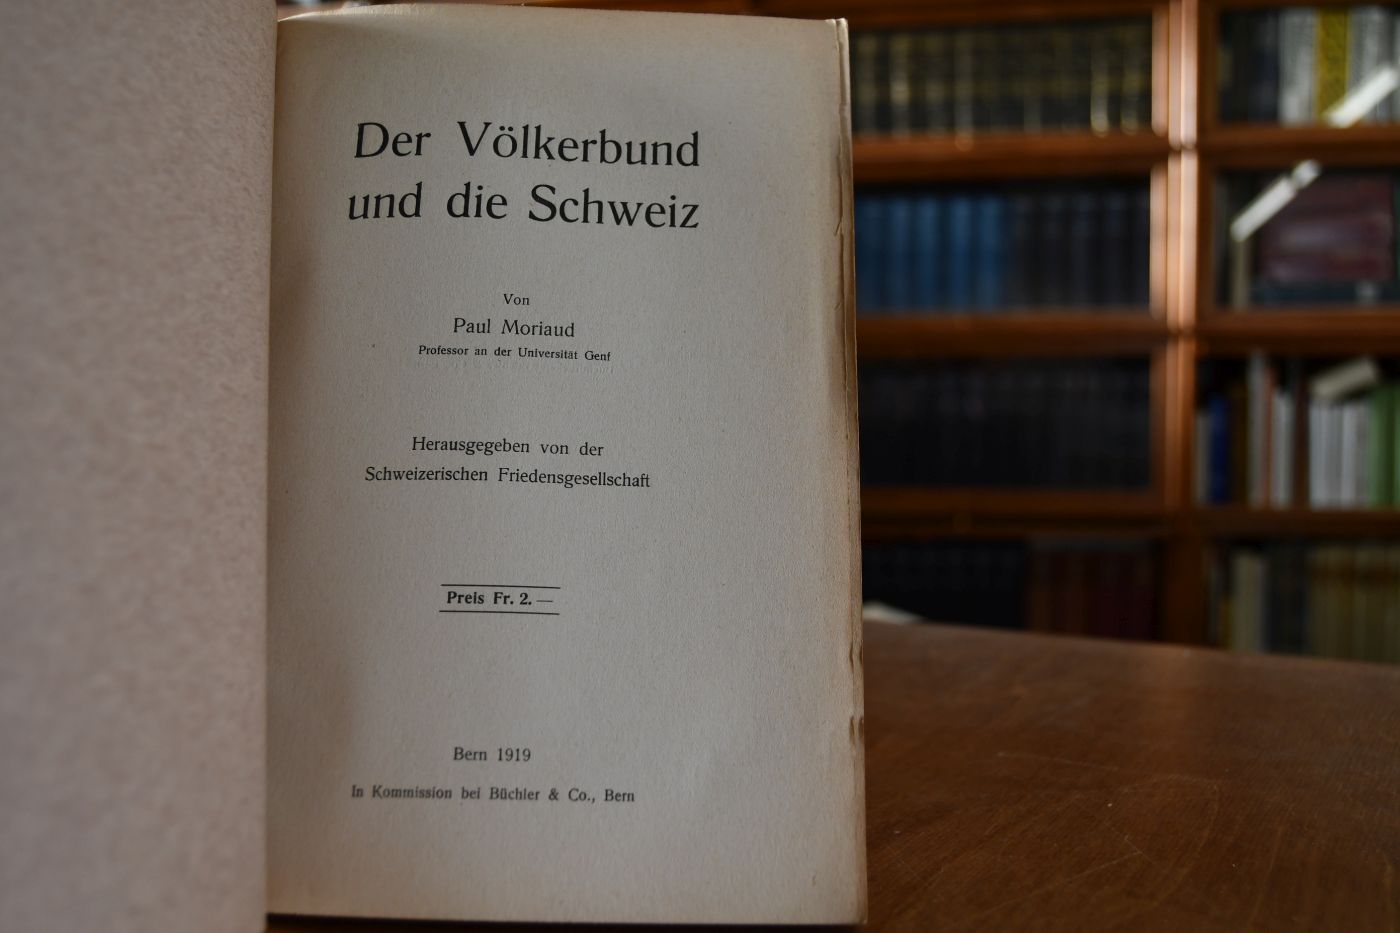 Der Völkerbund
und die Schweiz
Von
Paul Moriaud
Professor an der Universität Genf
Herausgegeben von der
Schweizerischen Friedensgesellschaft
Preis Fr. 2.—
Bern 1919
In Kommission bei Büchler & Co., Bern